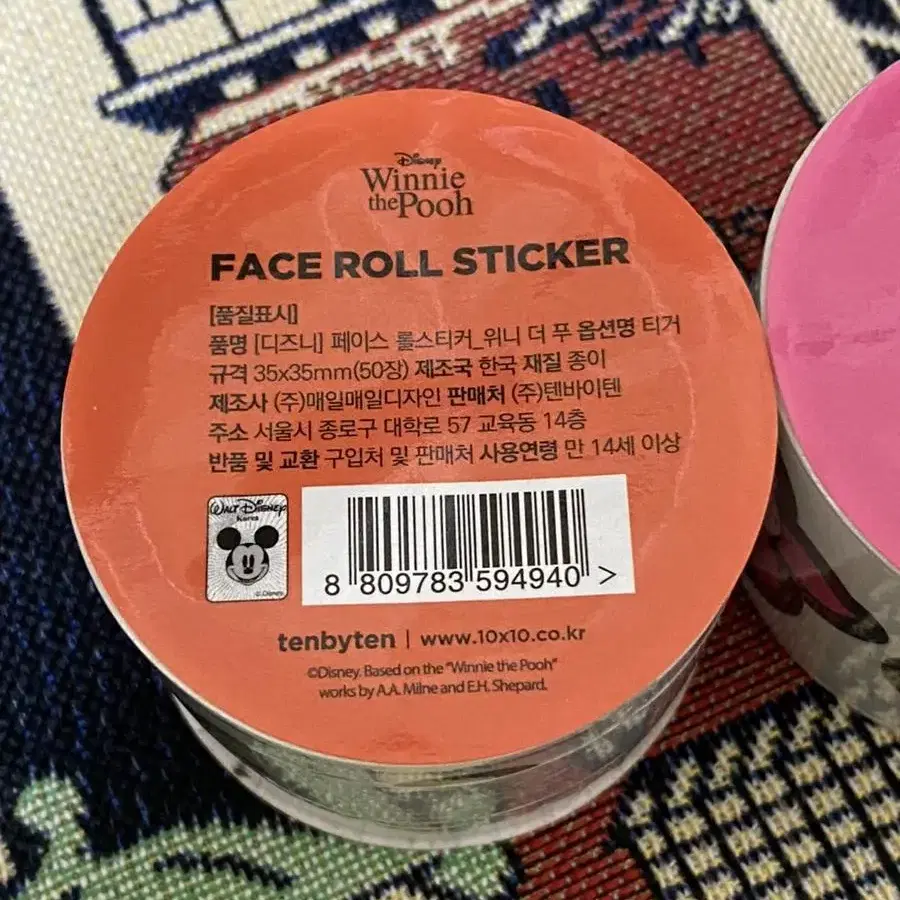 Disney
Winnie
the Pooh
FACE ROLL STICKER
[품질표시]
품명 [디즈니] 페이스 롤스티커_위니 더 푸 옵션명 티거
규격 35x35mm(50장) 제조국 한국 재질 종이
제조사 (주)매일매일디자인 판매처 (주)텐바이텐
주소 서울시 종로구 대학로 57 교육동 14층
반품 및 교환 구입처 및 판매처 사용연령 만 14세 이상
WALT DISNEY
Korea
©Disney
8 809783 594940 >
tenbyten | www.10x10.co.kr
©Disney. Based on the "Winnie the Pooh"
works by A.A. Milne and E.H. Shepard.